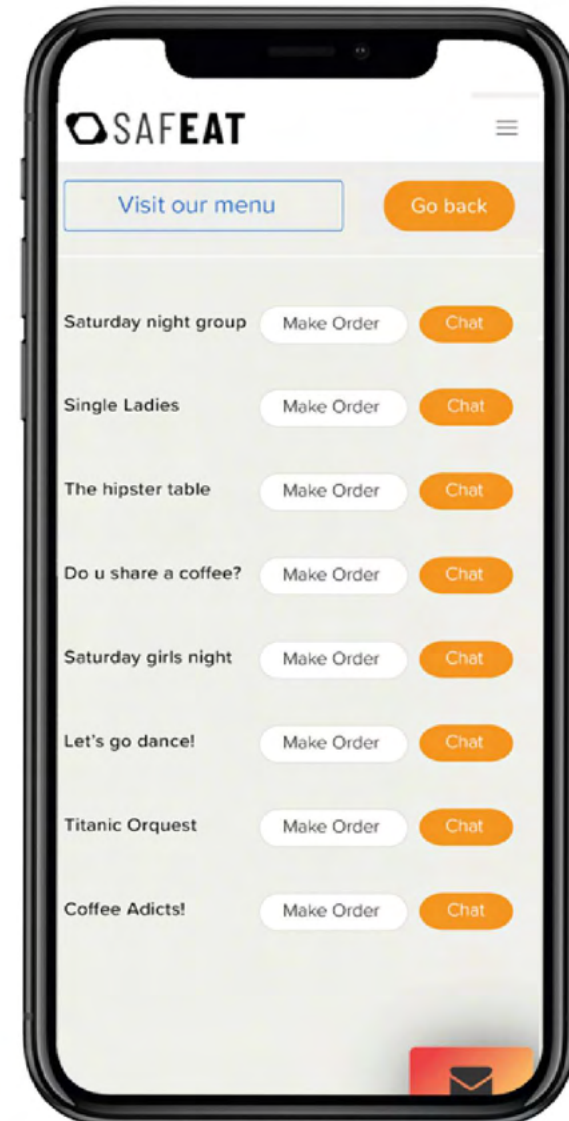 SAFEAT
Visit our menu Go back
Saturday night group Make Order Chat
Single Ladies Make Order Chat
The hipster table Make Order Chat
Do u share a coffee? Make Order Chat
Saturday girls night Make Order Chat
Let's go dance! Make Order Chat
Titanic Orquest Make Order Chat
Coffee Adicts! Make Order Chat